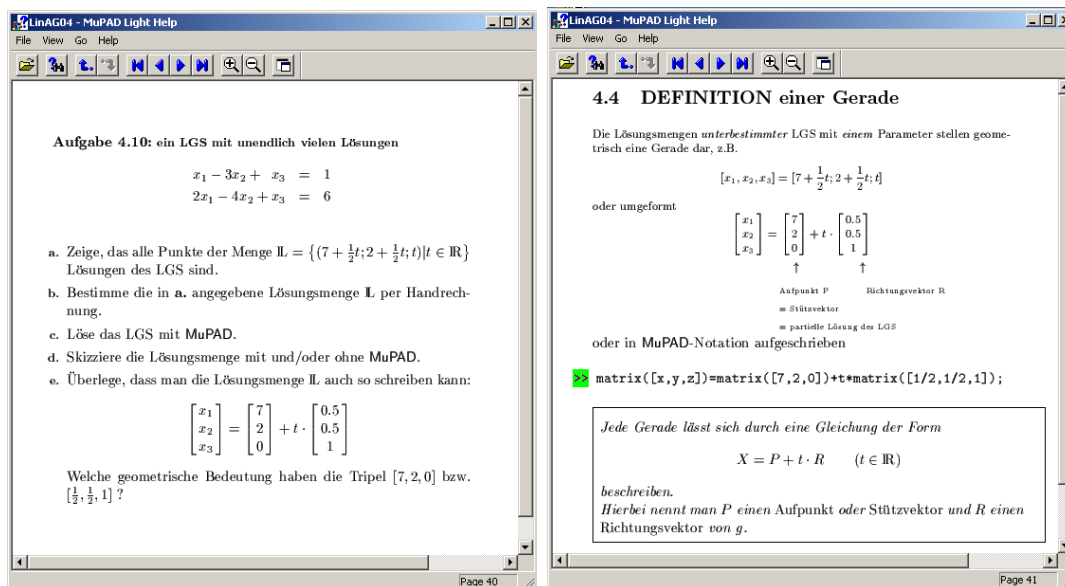 LinAG04 - MuPAD Light Help
File View Go Help
Aufgabe 4.10: ein LGS mit unendlich vielen Lösungen
x₁ − 3x₂ + x₃ = 1
2x₁ − 4x₂ + x₃ = 6
a. Zeige, das alle Punkte der Menge 𝕃 = {(7 + ½t; 2 + ½t; t)|t ∈ ℝ}
Lösungen des LGS sind.
b. Bestimme die in a. angegebene Lösungsmenge 𝕃 per Handrech-
nung.
c. Löse das LGS mit MuPAD.
d. Skizziere die Lösungsmenge mit und/oder ohne MuPAD.
e. Überlege, dass man die Lösungsmenge 𝕃 auch so schreiben kann:
[x₁] [7] [0.5]
[x₂] = [2] + t · [0.5]
[x₃] [0] [1]
Welche geometrische Bedeutung haben die Tripel [7, 2, 0] bzw.
[½, ½, 1] ?
Page 40
LinAG04 - MuPAD Light Help
File View Go Help
4.4 DEFINITION einer Gerade
Die Lösungsmengen unterbestimmter LGS mit einem Parameter stellen geome-
trisch eine Gerade dar, z.B.
[x₁, x₂, x₃] = [7 + ½t; 2 + ½t; t]
oder umgeformt
[x₁] [7] [0.5]
[x₂] = [2] + t · [0.5]
[x₃] [0] [1]
↑ ↑
Aufpunkt P Richtungsvektor R
= Stützvektor
= partielle Lösung des LGS
oder in MuPAD-Notation aufgeschrieben
>> matrix([x,y,z])=matrix([7,2,0])+t*matrix([1/2,1/2,1]);
Jede Gerade lässt sich durch eine Gleichung der Form
X = P + t · R (t ∈ ℝ)
beschreiben.
Hierbei nennt man P einen Aufpunkt oder Stützvektor und R einen
Richtungsvektor von g.
Page 41